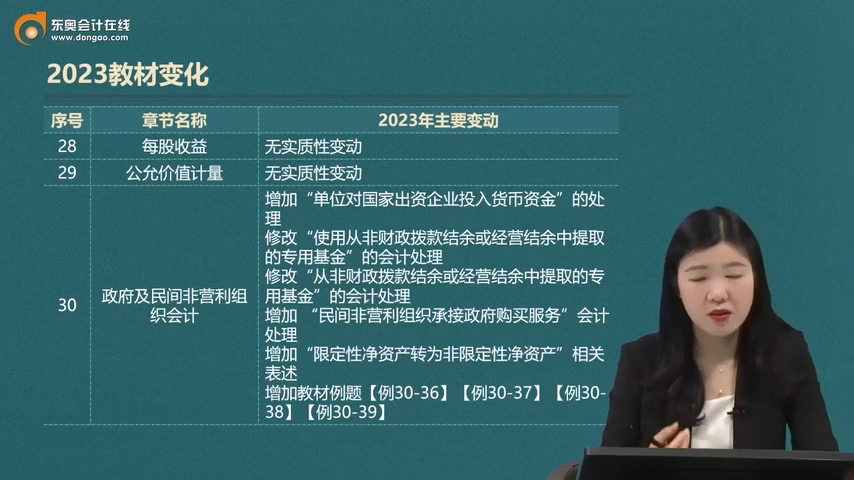 东奥会计在线
www.dongao.com
2023教材变化
序号 章节名称 2023年主要变动
28 每股收益 无实质性变动
29 公允价值计量 无实质性变动
30 政府及民间非营利组
织会计
增加“单位对国家出资企业投入货币资金”的处
理
修改“使用从非财政拨款结余或经营结余中提取
的专用基金”的会计处理
修改“从非财政拨款结余或经营结余中提取的专
用基金”的会计处理
增加 “民间非营利组织承接政府购买服务”会计
处理
增加“限定性净资产转为非限定性净资产”相关
表述
增加教材例题【例30-36】【例30-37】【例30-
38】【例30-39】